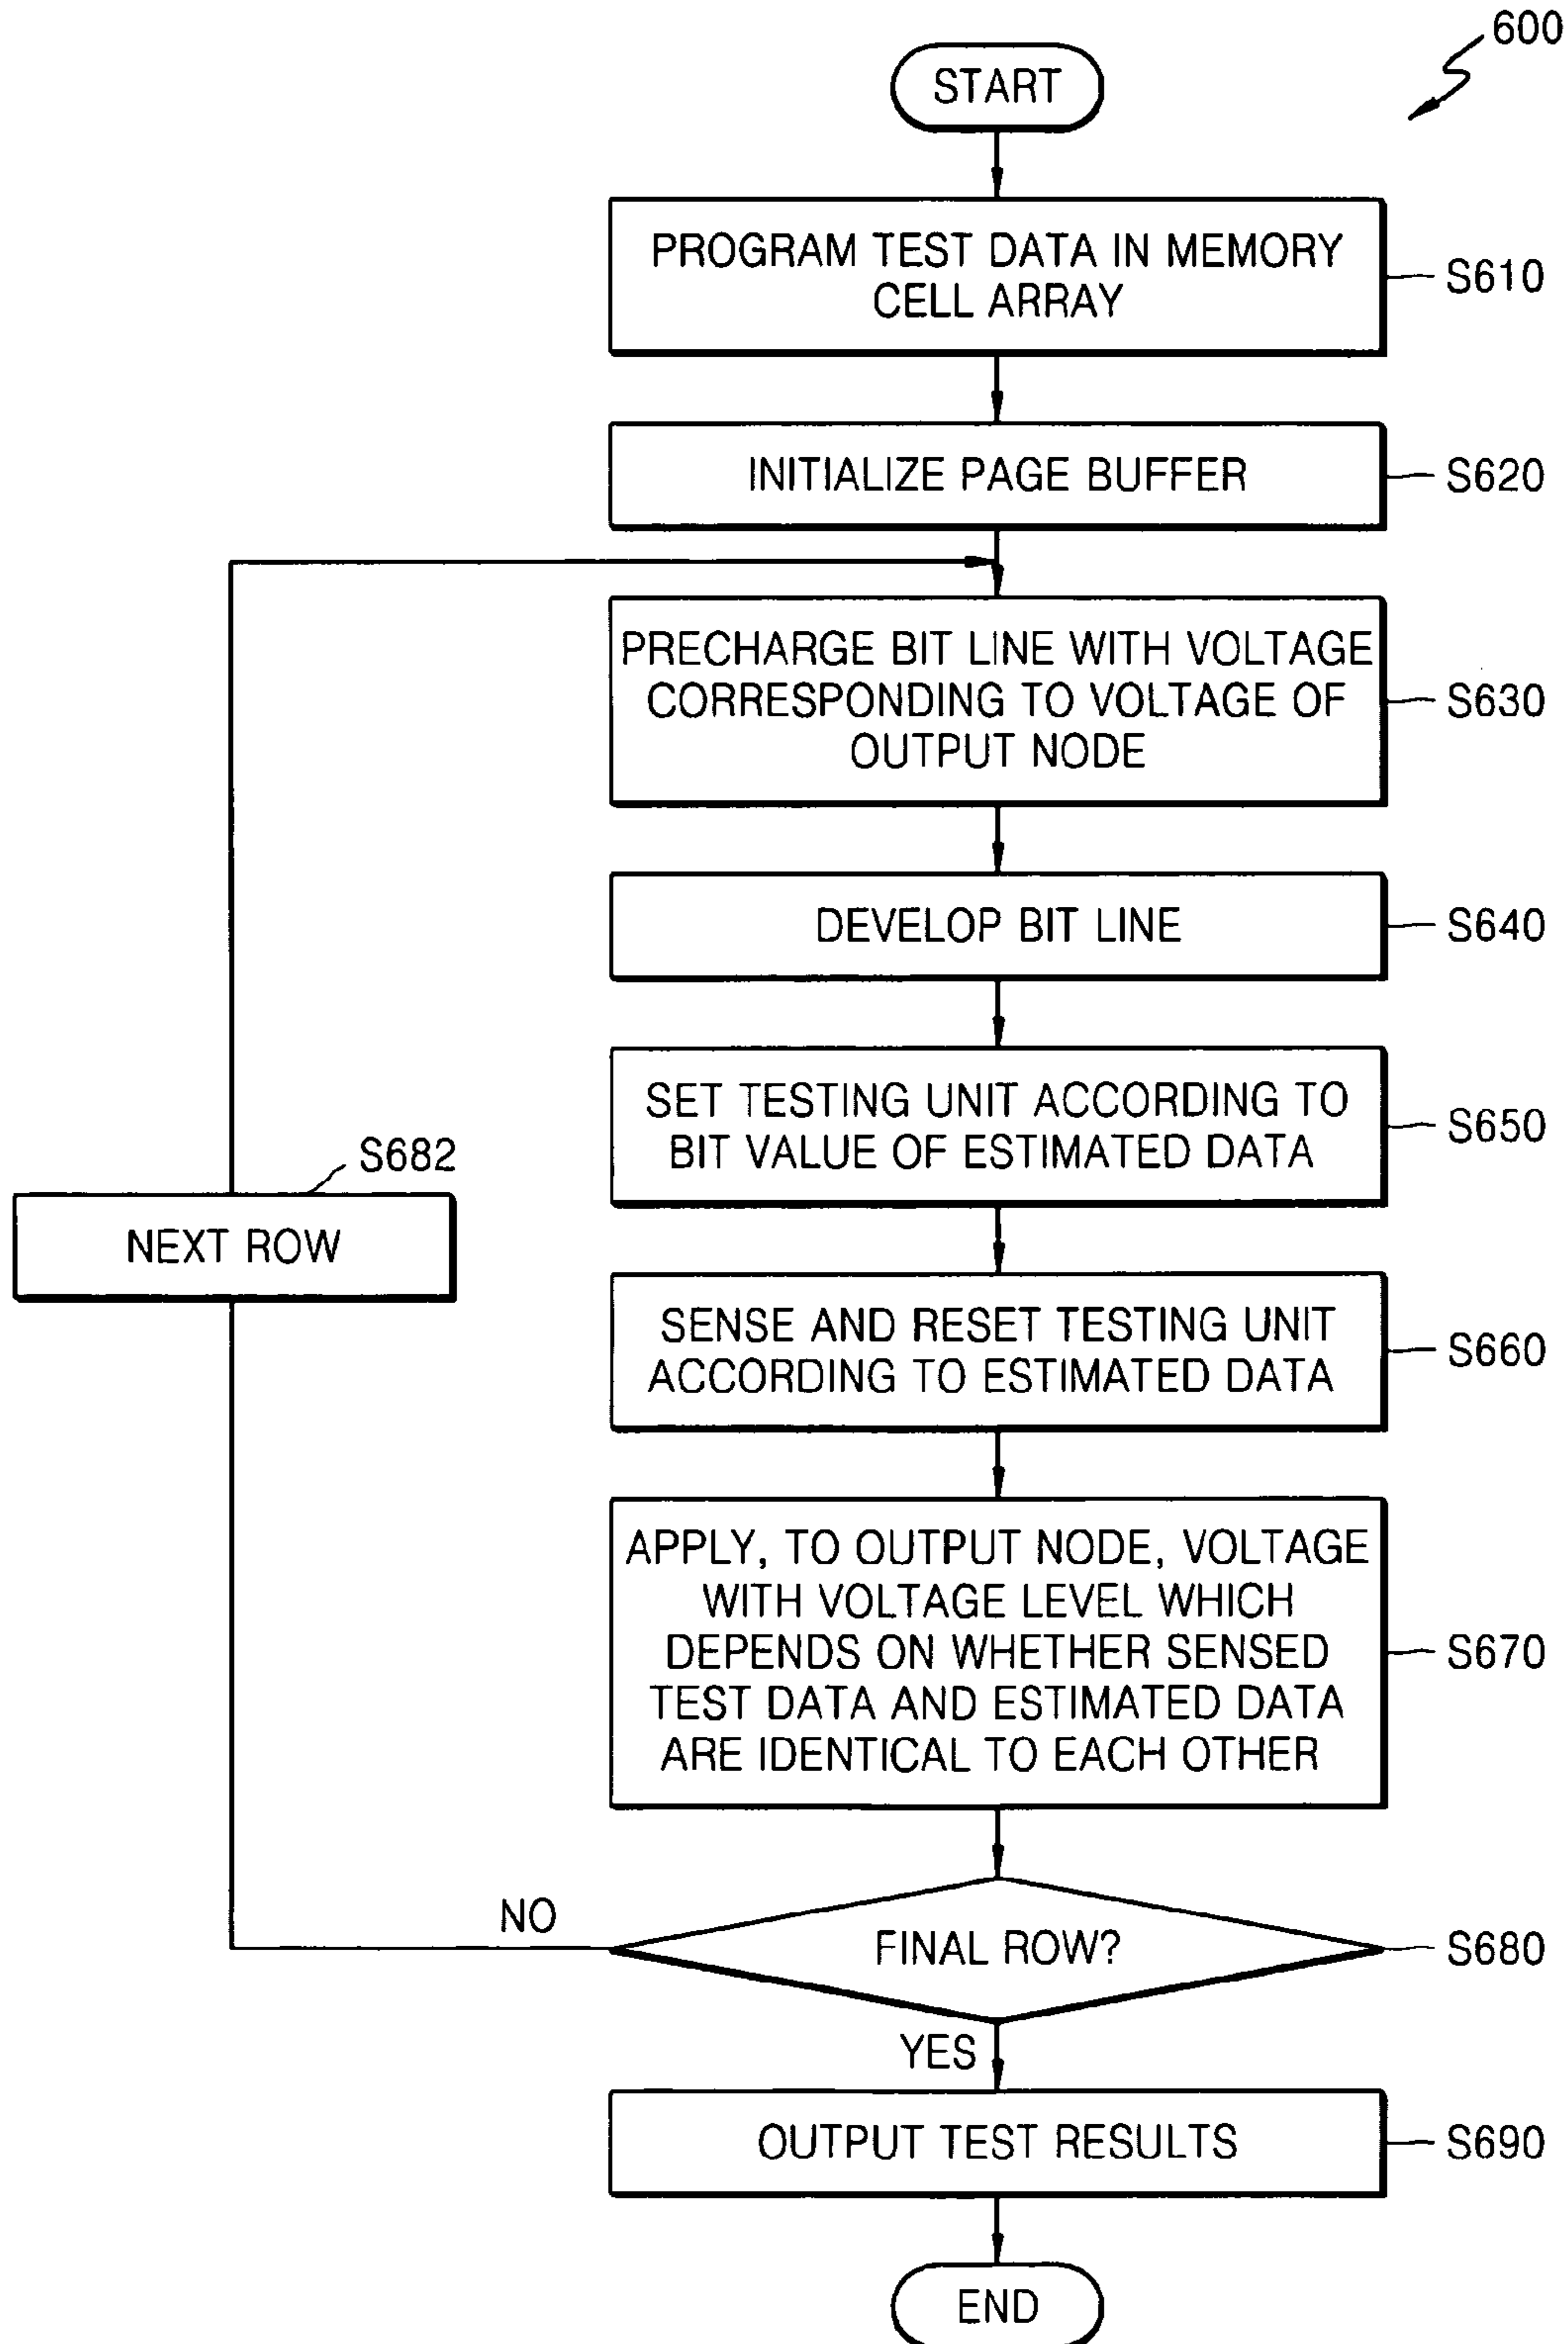 600
START
PROGRAM TEST DATA IN MEMORY
CELL ARRAY
S610
INITIALIZE PAGE BUFFER
S620
PRECHARGE BIT LINE WITH VOLTAGE
CORRESPONDING TO VOLTAGE OF
OUTPUT NODE
S630
DEVELOP BIT LINE
S640
SET TESTING UNIT ACCORDING TO
BIT VALUE OF ESTIMATED DATA
S650
S682
NEXT ROW
SENSE AND RESET TESTING UNIT
ACCORDING TO ESTIMATED DATA
S660
APPLY, TO OUTPUT NODE, VOLTAGE
WITH VOLTAGE LEVEL WHICH
DEPENDS ON WHETHER SENSED
TEST DATA AND ESTIMATED DATA
ARE IDENTICAL TO EACH OTHER
S670
NO
FINAL ROW?
S680
YES
OUTPUT TEST RESULTS
S690
END